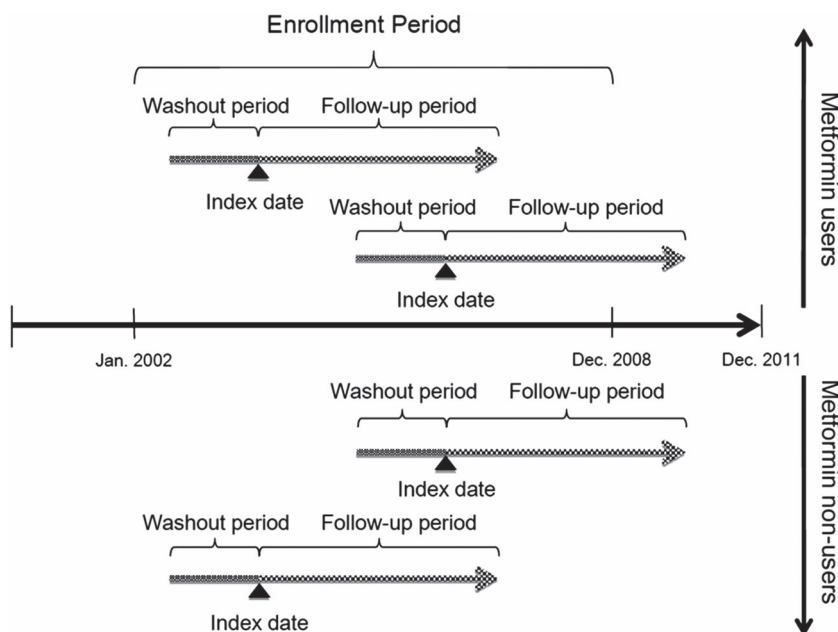 Enrollment Period
Washout period
Follow-up period
Index date
Washout period
Follow-up period
Index date
Metformin users
Jan. 2002
Dec. 2008
Dec. 2011
Washout period
Follow-up period
Index date
Washout period
Follow-up period
Index date
Metformin non-users